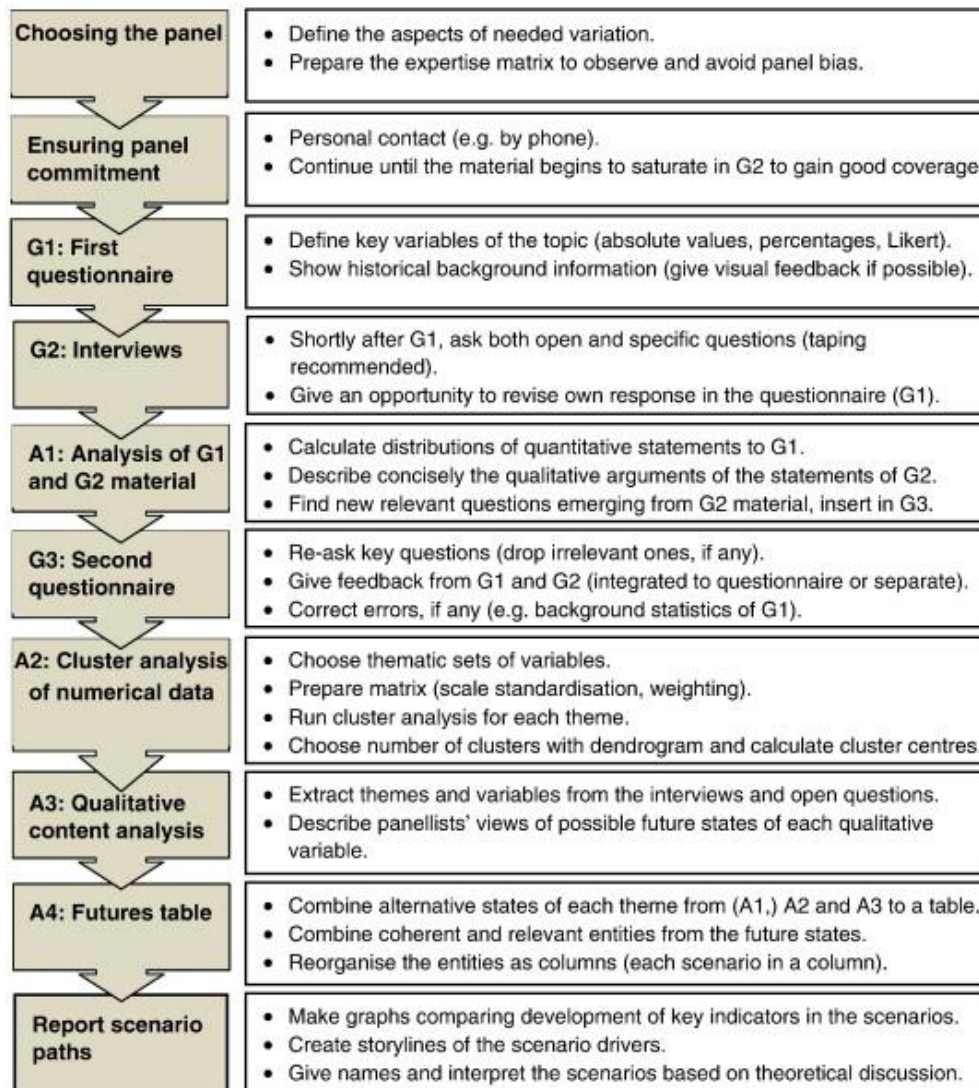 Choosing the panel
• Define the aspects of needed variation.
• Prepare the expertise matrix to observe and avoid panel bias.
Ensuring panel
commitment
• Personal contact (e.g. by phone).
• Continue until the material begins to saturate in G2 to gain good coverage
G1: First
questionnaire
• Define key variables of the topic (absolute values, percentages, Likert).
• Show historical background information (give visual feedback if possible).
G2: Interviews
• Shortly after G1, ask both open and specific questions (taping
recommended).
• Give an opportunity to revise own response in the questionnaire (G1).
A1: Analysis of G1
and G2 material
• Calculate distributions of quantitative statements to G1.
• Describe concisely the qualitative arguments of the statements of G2.
• Find new relevant questions emerging from G2 material, insert in G3.
G3: Second
questionnaire
• Re-ask key questions (drop irrelevant ones, if any).
• Give feedback from G1 and G2 (integrated to questionnaire or separate).
• Correct errors, if any (e.g. background statistics of G1).
A2: Cluster analysis
of numerical data
• Choose thematic sets of variables.
• Prepare matrix (scale standardisation, weighting).
• Run cluster analysis for each theme.
• Choose number of clusters with dendrogram and calculate cluster centres.
A3: Qualitative
content analysis
• Extract themes and variables from the interviews and open questions.
• Describe panellists' views of possible future states of each qualitative
variable.
A4: Futures table
• Combine alternative states of each theme from (A1,) A2 and A3 to a table.
• Combine coherent and relevant entities from the future states.
• Reorganise the entities as columns (each scenario in a column).
Report scenario
paths
• Make graphs comparing development of key indicators in the scenarios.
• Create storylines of the scenario drivers.
• Give names and interpret the scenarios based on theoretical discussion.